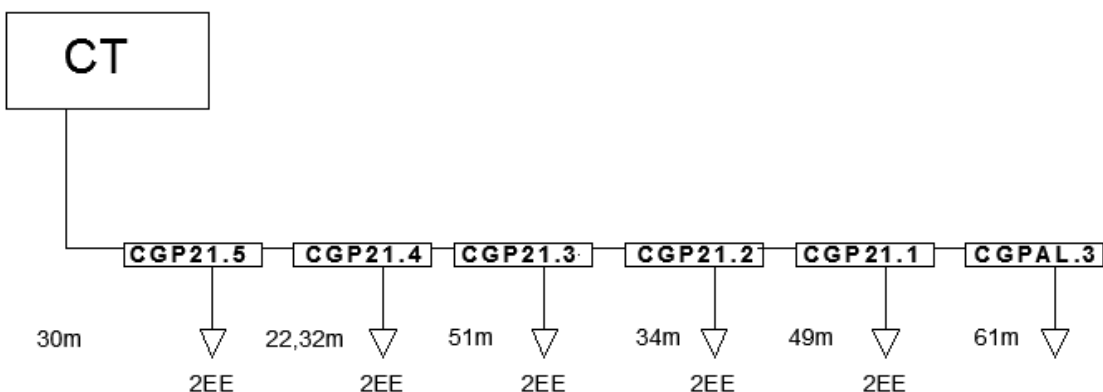 CT
CGP21.5 CGP21.4 CGP21.3 CGP21.2 CGP21.1 CGPAL.3
30m 22,32m 51m 34m 49m 61m
2EE 2EE 2EE 2EE 2EE